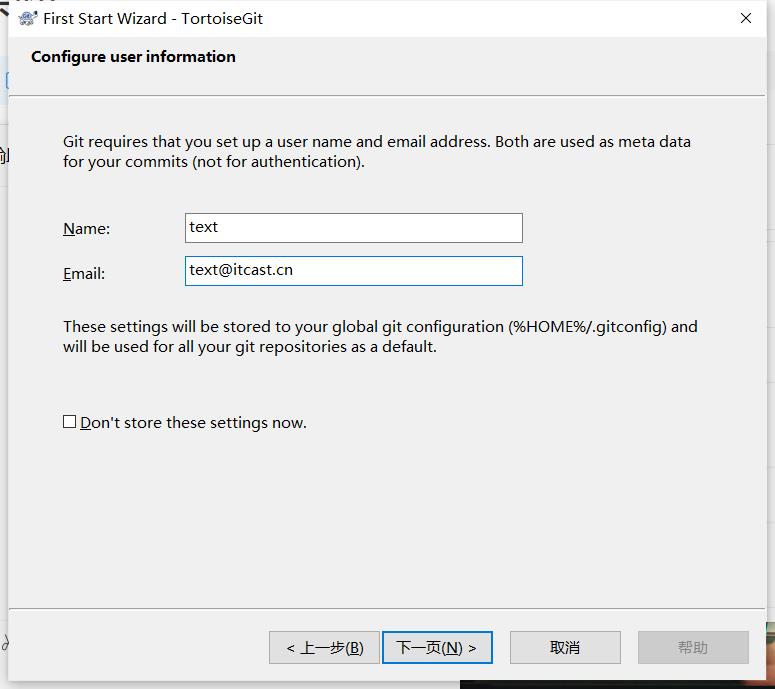 First Start Wizard - TortoiseGit
Configure user information
Git requires that you set up a user name and email address. Both are used as meta data
for your commits (not for authentication).
Name:
text
Email:
text@itcast.cn
These settings will be stored to your global git configuration (%HOME%/.gitconfig) and
will be used for all your git repositories as a default.
Don't store these settings now.
< 上一步(B)
下一页(N) >
取消
帮助